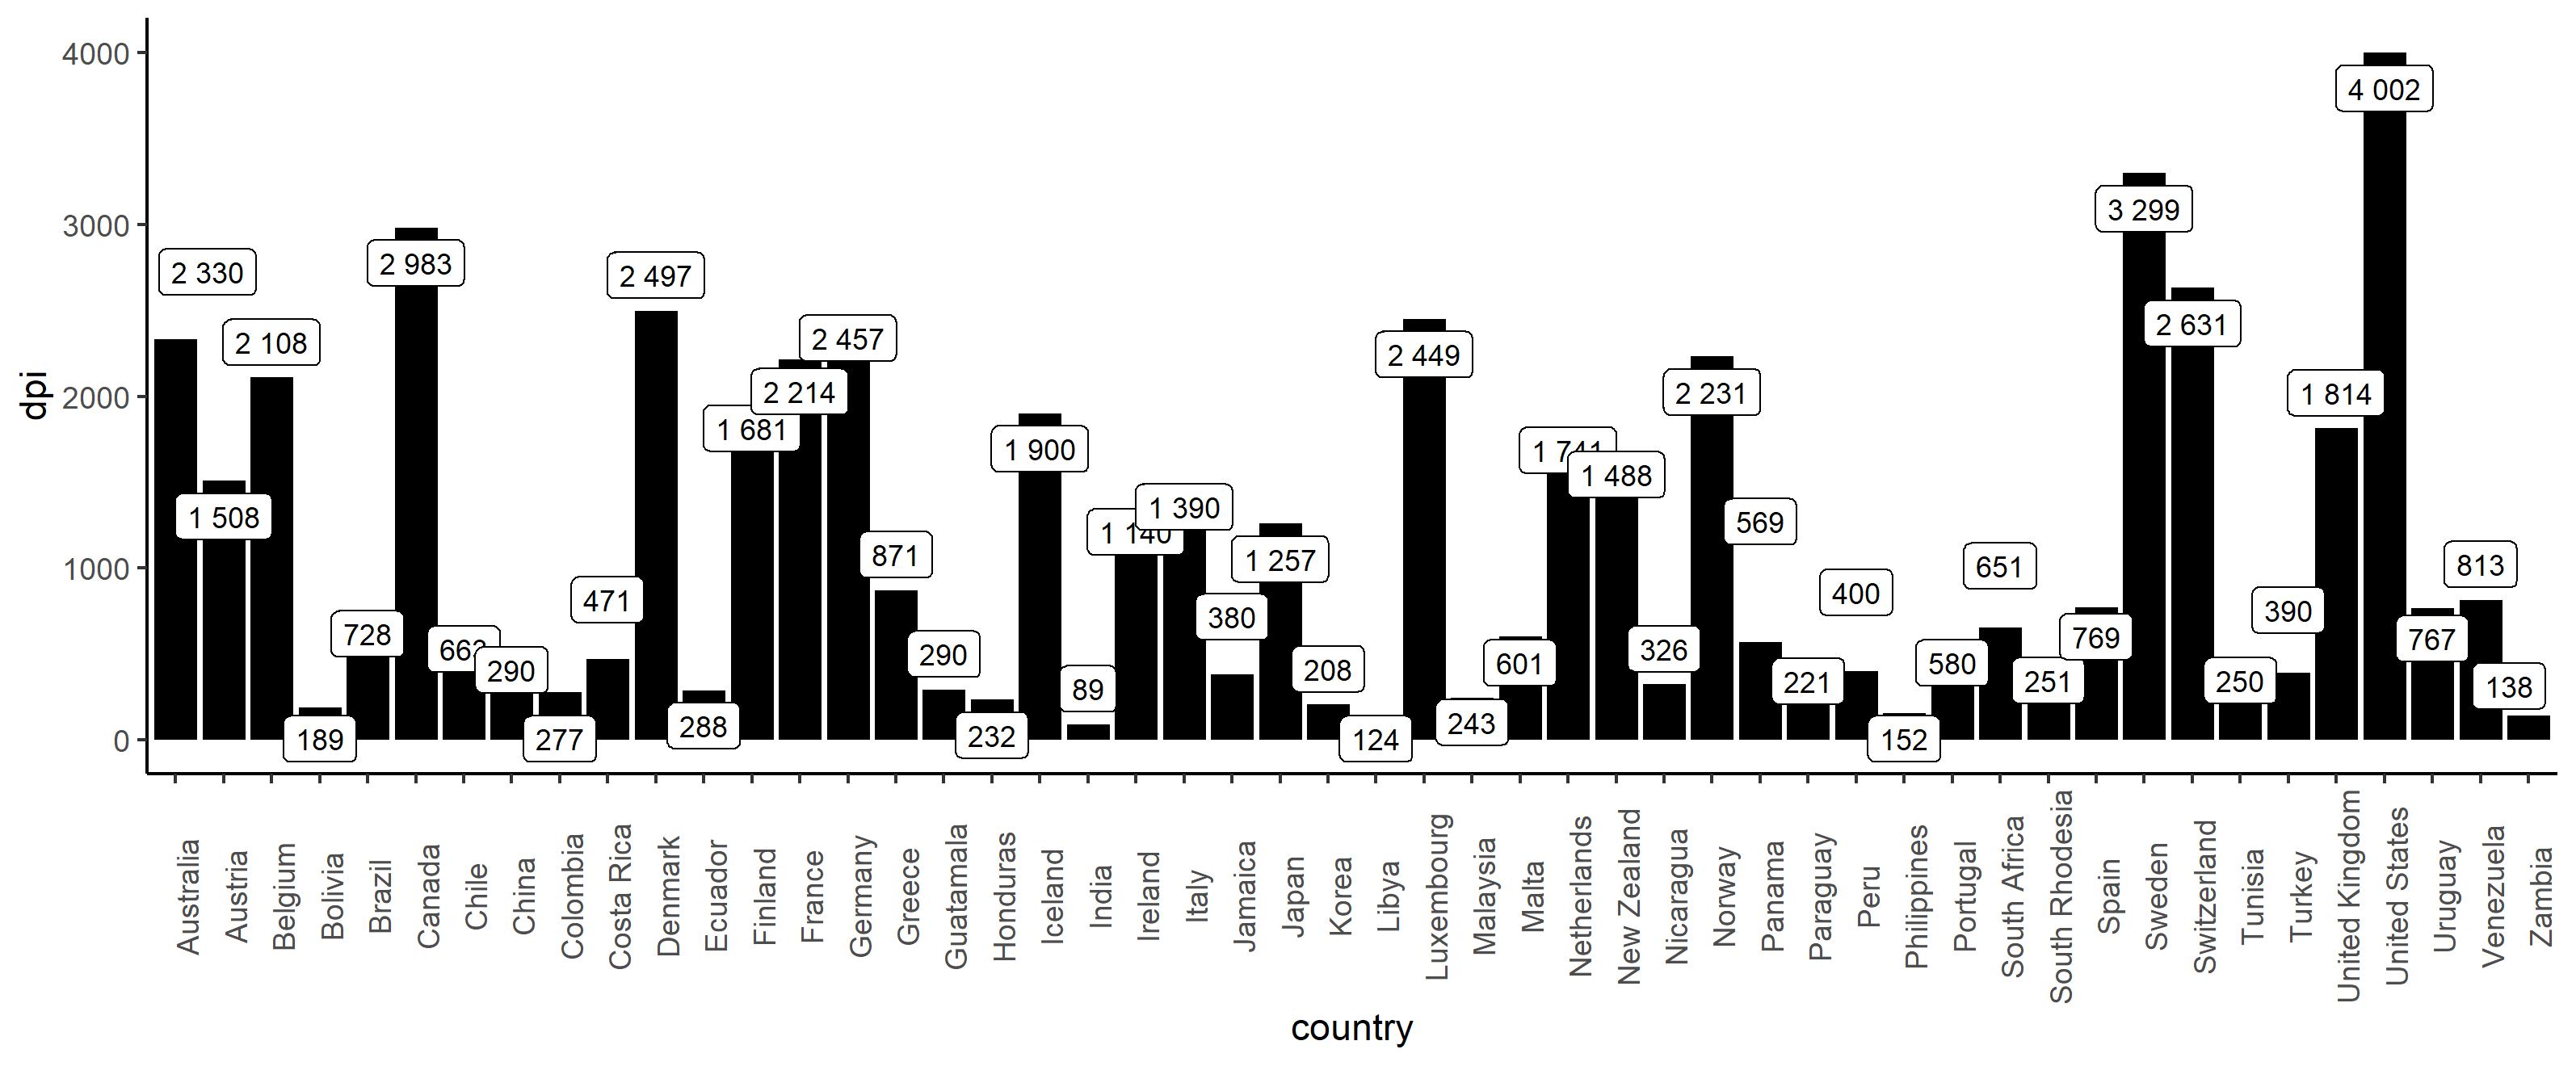 4000
3000
2000
1000
0
dpi
2 330
1 508
2 108
189
728
2 983
663
290
277
471
2 497
288
1 681
2 214
2 457
871
290
232
1 900
89
1 140
1 390
380
1 257
208
124
2 449
243
601
1 741
1 488
326
2 231
569
221
400
152
580
651
251
769
3 299
2 631
250
390
1 814
4 002
767
813
138
Australia
Austria
Belgium
Bolivia
Brazil
Canada
Chile
China
Colombia
Costa Rica
Denmark
Ecuador
Finland
France
Germany
Greece
Guatamala
Honduras
Iceland
India
Ireland
Italy
Jamaica
Japan
Korea
Libya
Luxembourg
Malaysia
Malta
Netherlands
New Zealand
Nicaragua
Norway
Panama
Paraguay
Peru
Philippines
Portugal
South Africa
South Rhodesia
Spain
Sweden
Switzerland
Tunisia
Turkey
United Kingdom
United States
Uruguay
Venezuela
Zambia
country